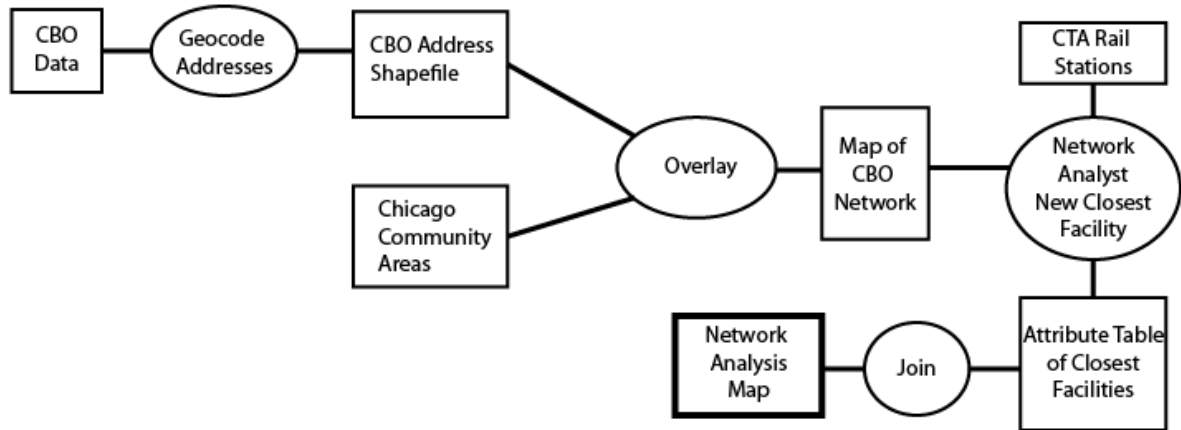 CBO
Data
Geocode
Addresses
CBO Address
Shapefile
Chicago
Community
Areas
Overlay
Map of
CBO
Network
CTA Rail
Stations
Network
Analyst
New Closest
Facility
Attribute Table
of Closest
Facilities
Join
Network
Analysis
Map